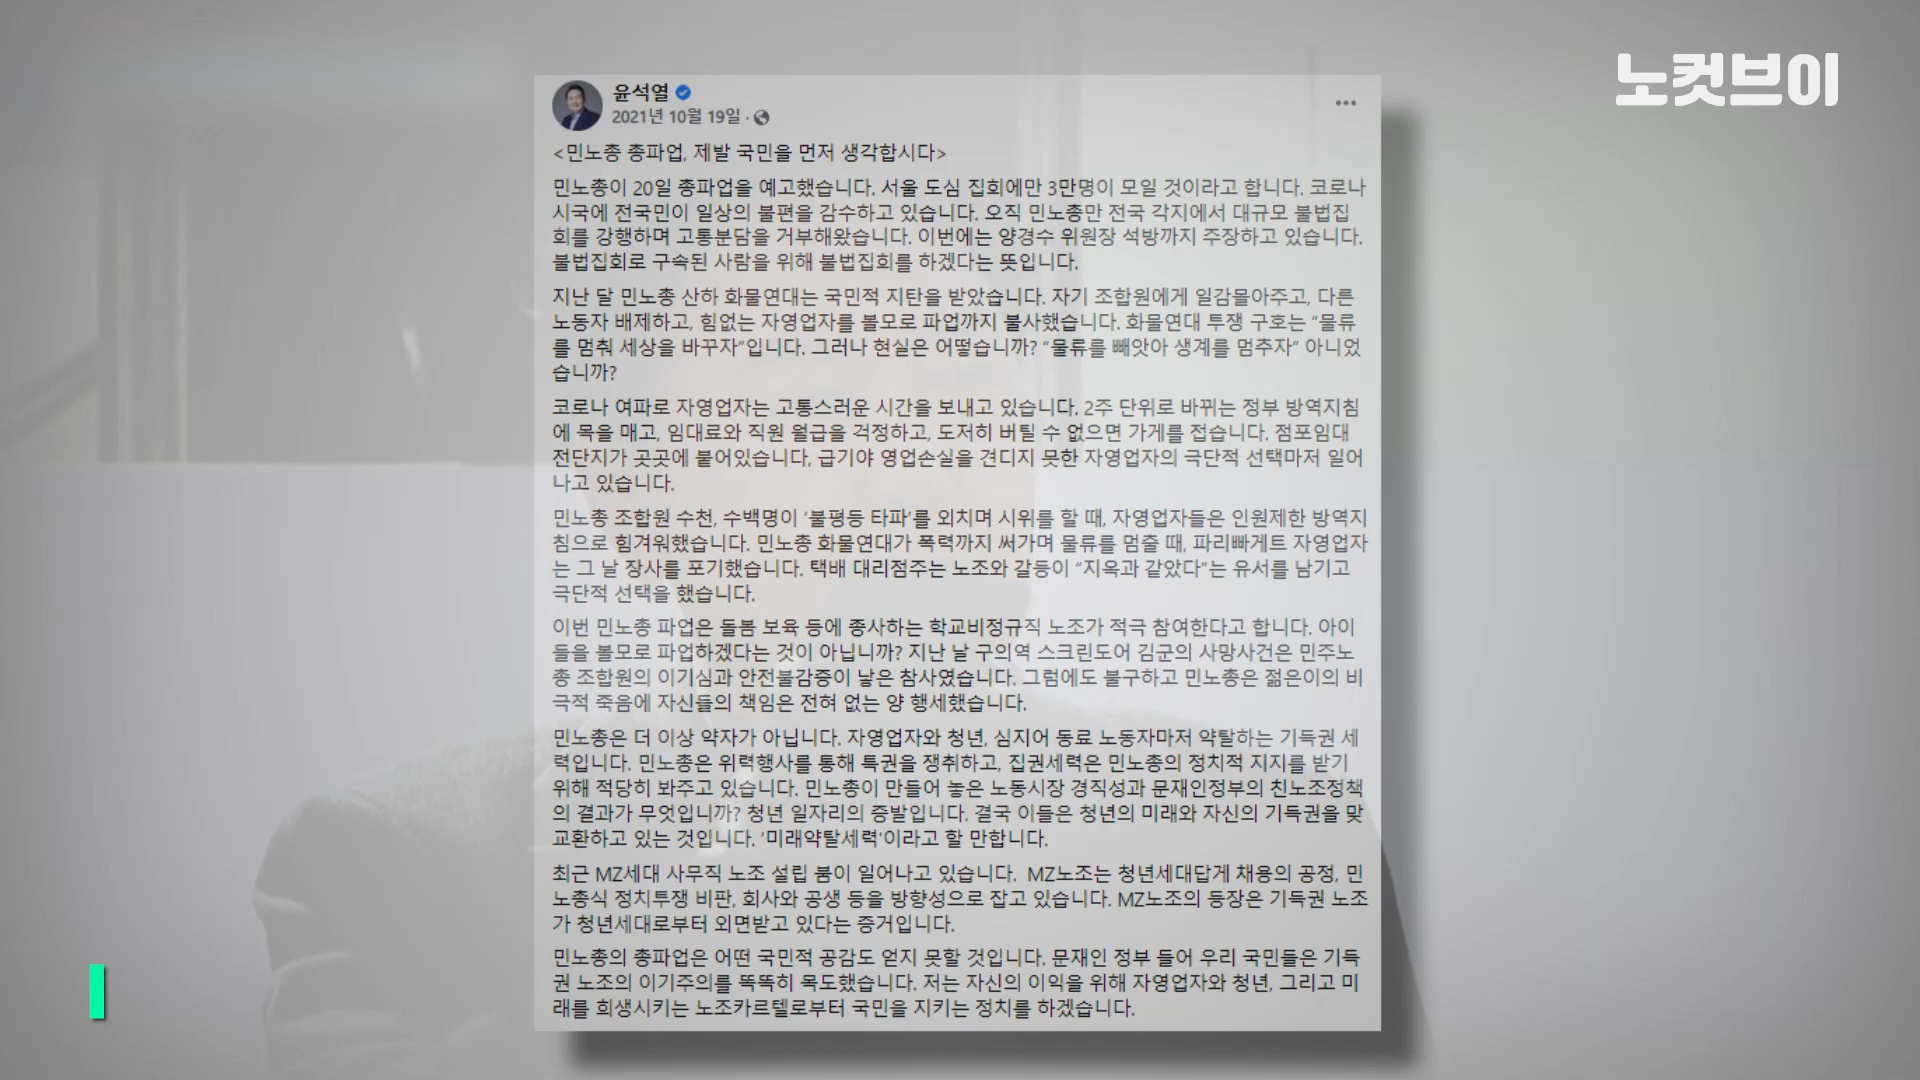 노컷브이
윤석열
2021년 10월 19일 ·
<민노총 총파업, 제발 국민을 먼저 생각합시다>
민노총이 20일 총파업을 예고했습니다. 서울 도심 집회에만 3만명이 모일 것이라고 합니다. 코로나
시국에 전국민이 일상의 불편을 감수하고 있습니다. 오직 민노총만 전국 각지에서 대규모 불법집
회를 강행하며 고통분담을 거부해왔습니다. 이번에는 양경수 위원장 석방까지 주장하고 있습니다.
불법집회로 구속된 사람을 위해 불법집회를 하겠다는 뜻입니다.
지난 달 민노총 산하 화물연대는 국민적 지탄을 받았습니다. 자기 조합원에게 일감몰아주고, 다른
노동자 배제하고, 힘없는 자영업자를 볼모로 파업까지 불사했습니다. 화물연대 투쟁 구호는 “물류
를 멈춰 세상을 바꾸자”입니다. 그러나 현실은 어떻습니까? “물류를 빼앗아 생계를 멈추자” 아니었
습니까?
코로나 여파로 자영업자는 고통스러운 시간을 보내고 있습니다. 2주 단위로 바뀌는 정부 방역지침
에 목을 매고, 임대료와 직원 월급을 걱정하고, 도저히 버틸 수 없으면 가게를 접습니다. 점포임대
전단지가 곳곳에 붙어있습니다, 급기야 영업손실을 견디지 못한 자영업자의 극단적 선택마저 일어
나고 있습니다.
민노총 조합원 수천, 수백명이 ‘불평등 타파’를 외치며 시위를 할 때, 자영업자들은 인원제한 방역지
침으로 힘겨워했습니다. 민노총 화물연대가 폭력까지 써가며 물류를 멈출 때, 파리빠게트 자영업자
는 그 날 장사를 포기했습니다. 택배 대리점주는 노조와 갈등이 “지옥과 같았다”는 유서를 남기고
극단적 선택을 했습니다.
이번 민노총 파업은 돌봄 보육 등에 종사하는 학교비정규직 노조가 적극 참여한다고 합니다. 아이
들을 볼모로 파업하겠다는 것이 아닙니까? 지난 날 구의역 스크린도어 김군의 사망사건은 민주노
총 조합원의 이기심과 안전불감증이 낳은 참사였습니다. 그럼에도 불구하고 민노총은 젊은이의 비
극적 죽음에 자신들의 책임은 전혀 없는 양 행세했습니다.
민노총은 더 이상 약자가 아닙니다. 자영업자와 청년, 심지어 동료 노동자마저 약탈하는 기득권 세
력입니다. 민노총은 위력행사를 통해 특권을 쟁취하고, 집권세력은 민노총의 정치적 지지를 받기
위해 적당히 봐주고 있습니다. 민노총이 만들어 놓은 노동시장 경직성과 문재인정부의 친노조정책
의 결과가 무엇입니까? 청년 일자리의 증발입니다. 결국 이들은 청년의 미래와 자신의 기득권을 맞
교환하고 있는 것입니다. ‘미래약탈세력’이라고 할 만합니다.
최근 MZ세대 사무직 노조 설립 붐이 일어나고 있습니다. MZ노조는 청년세대답게 채용의 공정, 민
노총식 정치투쟁 비판, 회사와 공생 등을 방향성으로 잡고 있습니다. MZ노조의 등장은 기득권 노조
가 청년세대로부터 외면받고 있다는 증거입니다.
민노총의 총파업은 어떤 국민적 공감도 얻지 못할 것입니다. 문재인 정부 들어 우리 국민들은 기득
권 노조의 이기주의를 똑똑히 목도했습니다. 저는 자신의 이익을 위해 자영업자와 청년, 그리고 미
래를 희생시키는 노조카르텔로부터 국민을 지키는 정치를 하겠습니다.